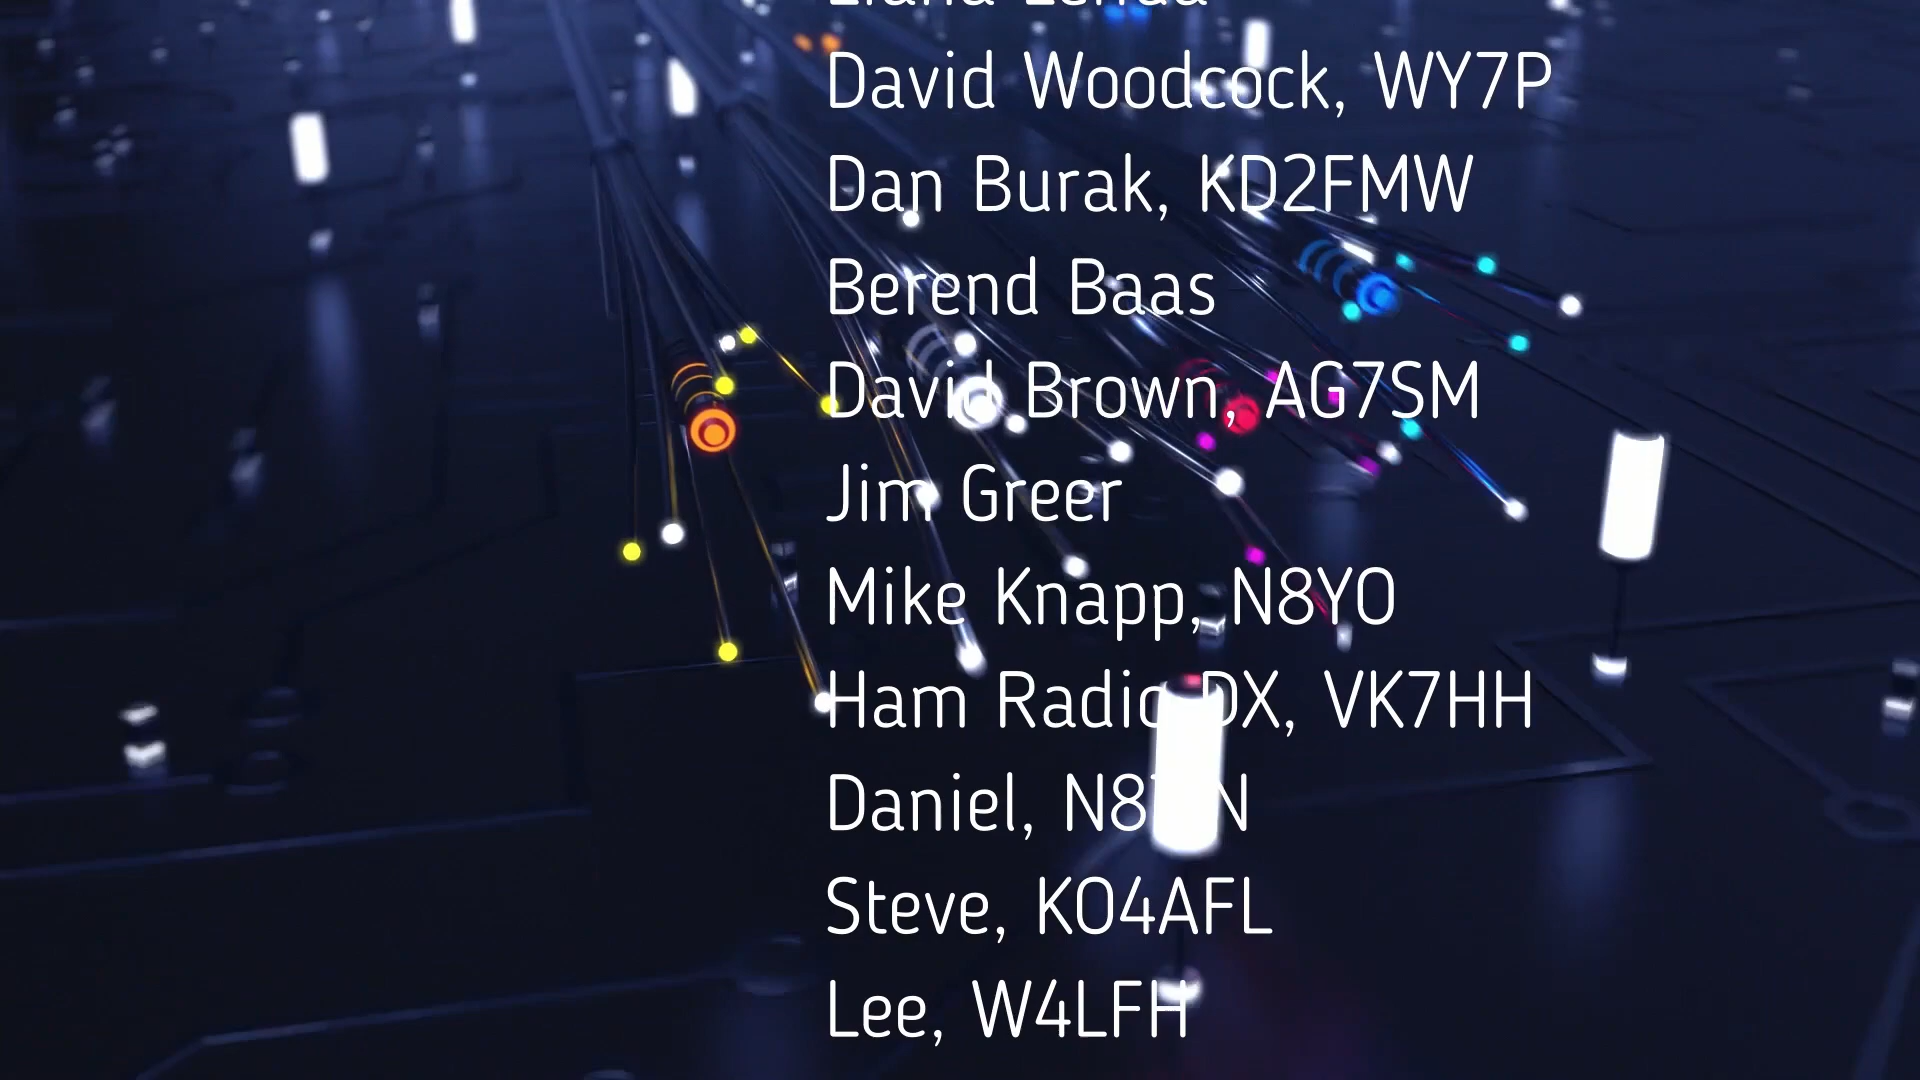 David Woodcock, WY7P
Dan Burak, KD2FMW
Berend Baas
David Brown, AG7SM
Jim Greer
Mike Knapp, N8YO
Ham Radio DX, VK7HH
Daniel,
Steve, KO4AFL
Lee, W4LFH